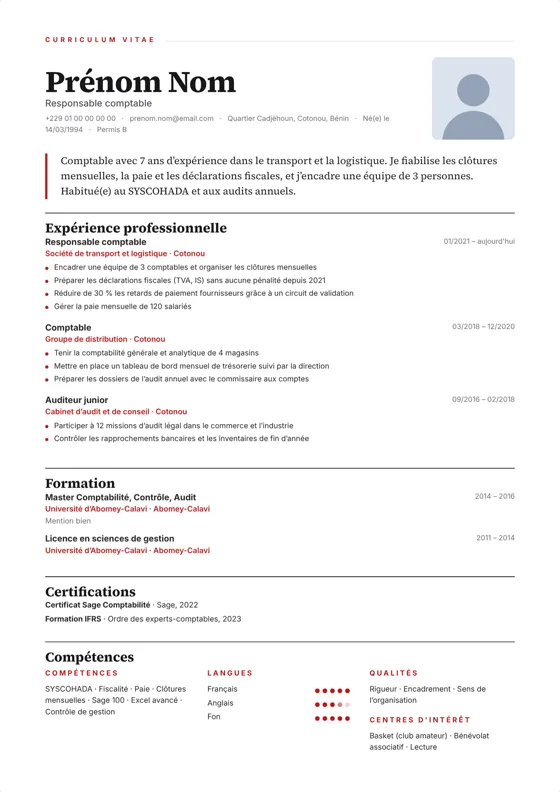 CURRICULUM VITAE
Prénom Nom
Responsable comptable
+229 01 00 00 00 00 · prenom.nom@email.com · Quartier Cadjèhoun, Cotonou, Bénin · Né(e) le
14/03/1994 · Permis B
Comptable avec 7 ans d’expérience dans le transport et la logistique. Je fiabilise les clôtures
mensuelles, la paie et les déclarations fiscales, et j’encadre une équipe de 3 personnes.
Habitué(e) au SYSCOHADA et aux audits annuels.
Expérience professionnelle
Responsable comptable 01/2021 – aujourd’hui
Société de transport et logistique · Cotonou
• Encadrer une équipe de 3 comptables et organiser les clôtures mensuelles
• Préparer les déclarations fiscales (TVA, IS) sans aucune pénalité depuis 2021
• Réduire de 30 % les retards de paiement fournisseurs grâce à un circuit de validation
• Gérer la paie mensuelle de 120 salariés
Comptable 03/2018 – 12/2020
Groupe de distribution · Cotonou
• Tenir la comptabilité générale et analytique de 4 magasins
• Mettre en place un tableau de bord mensuel de trésorerie suivi par la direction
• Préparer les dossiers de l’audit annuel avec le commissaire aux comptes
Auditeur junior 09/2016 – 02/2018
Cabinet d’audit et de conseil · Cotonou
• Participer à 12 missions d’audit légal dans le commerce et l’industrie
• Contrôler les rapprochements bancaires et les inventaires de fin d’année
Formation
Master Comptabilité, Contrôle, Audit 2014 – 2016
Université d’Abomey-Calavi · Abomey-Calavi
Mention bien
Licence en sciences de gestion 2011 – 2014
Université d’Abomey-Calavi · Abomey-Calavi
Certifications
Certificat Sage Comptabilité · Sage, 2022
Formation IFRS · Ordre des experts-comptables, 2023
Compétences
COMPÉTENCES
SYSCOHADA · Fiscalité · Paie · Clôtures
mensuelles · Sage 100 · Excel avancé ·
Contrôle de gestion
LANGUES
Français
Anglais
Fon
QUALITÉS
Rigueur · Encadrement · Sens de
l’organisation
CENTRES D’INTÉRÊT
Basket (club amateur) · Bénévolat
associatif · Lecture